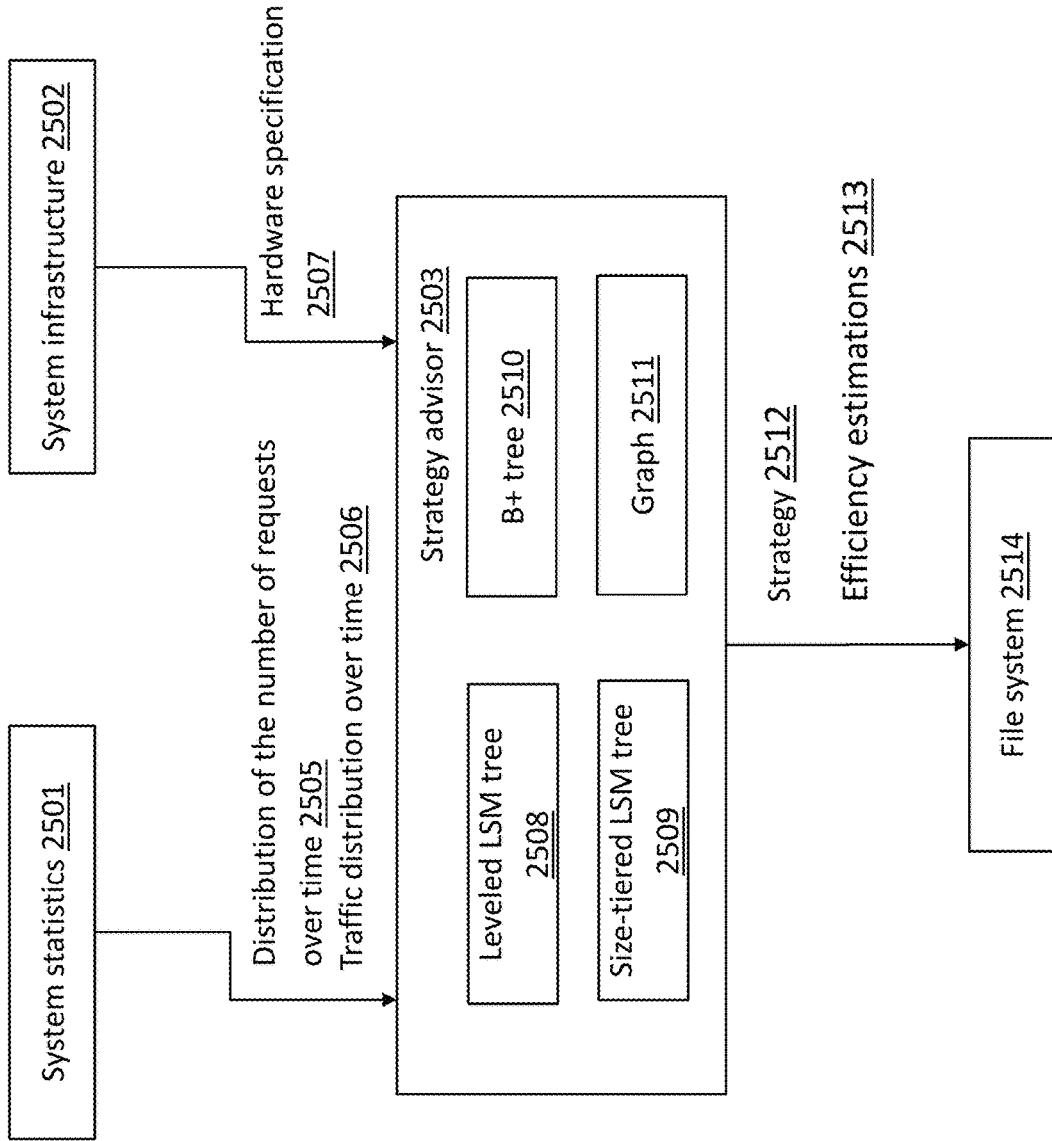 System statistics 2501
System infrastructure 2502
Distribution of the number of requests
over time 2505
Traffic distribution over time 2506
Hardware specification
2507
Strategy advisor 2503
Leveled LSM tree
2508
B+ tree 2510
Size-tiered LSM tree
2509
Graph 2511
Strategy 2512
Efficiency estimations 2513
File system 2514